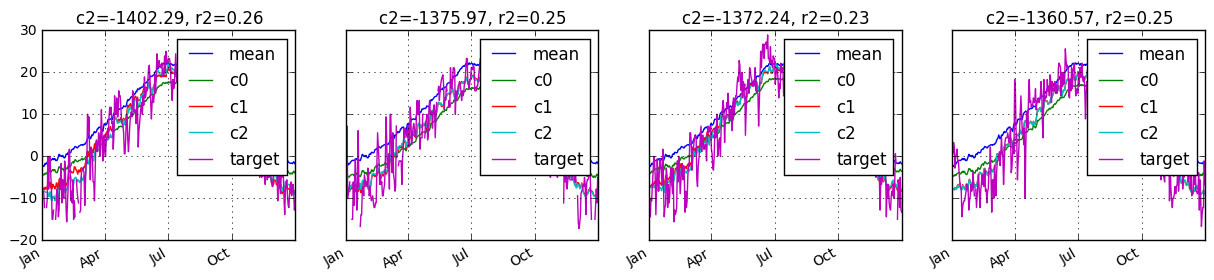 c2=-1402.29, r2=0.26
c2=-1375.97, r2=0.25
c2=-1372.24, r2=0.23
c2=-1360.57, r2=0.25
30
20
10
0
−10
−20
mean
c0
c1
c2
target
mean
c0
c1
c2
target
mean
c0
c1
c2
target
mean
c0
c1
c2
target
Jan
Apr
Jul
Oct
Jan
Apr
Jul
Oct
Jan
Apr
Jul
Oct
Jan
Apr
Jul
Oct